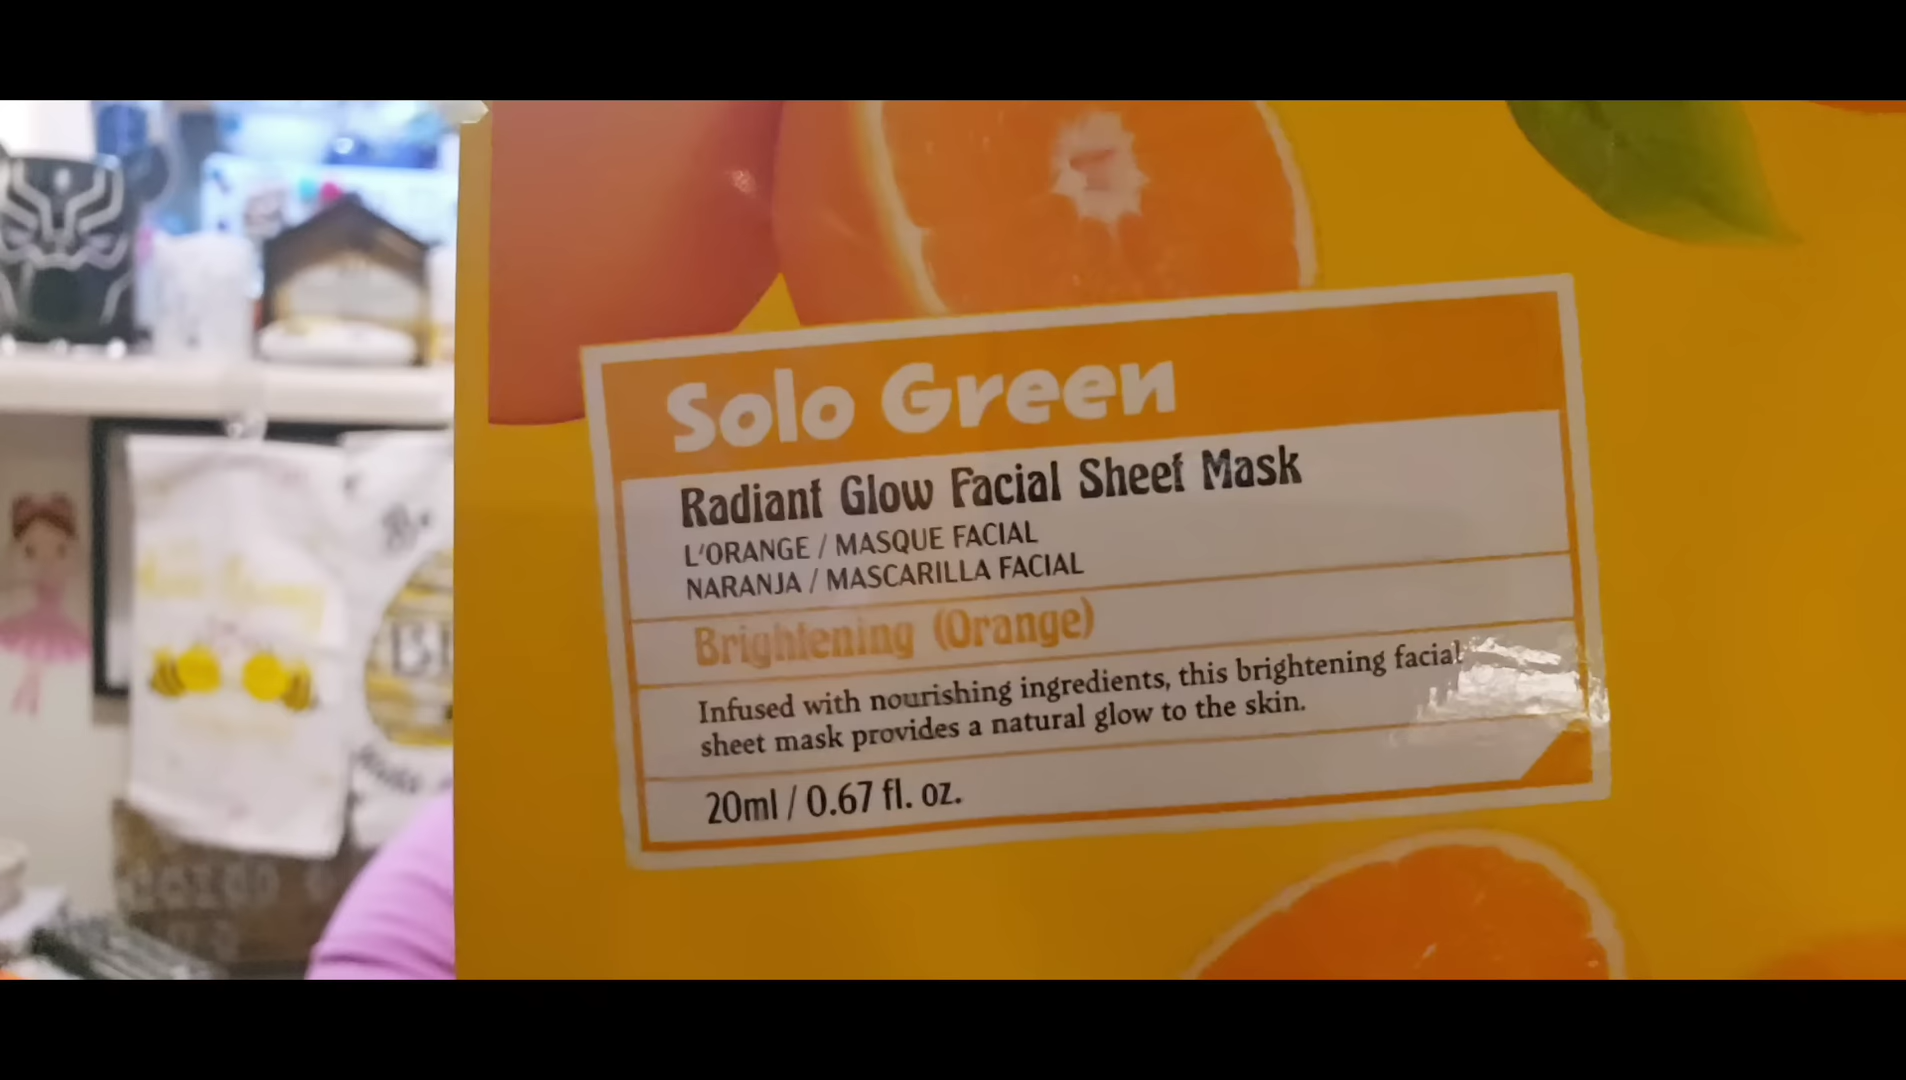 Solo Green
Radiant Glow Facial Sheet Mask
L'ORANGE / MASQUE FACIAL
NARANJA / MASCARILLA FACIAL
Brightening (Orange)
Infused with nourishing ingredients, this brightening facial
sheet mask provides a natural glow to the skin.
20ml / 0.67 fl. oz.